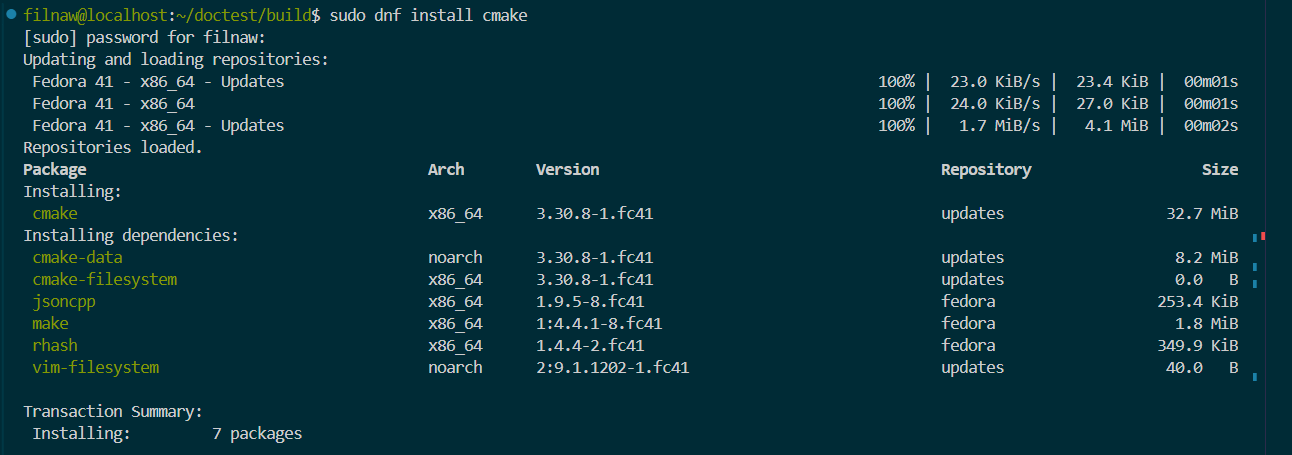 filnaw@localhost:~/doctest/build$ sudo dnf install cmake
[sudo] password for filnaw:
Updating and loading repositories:
 Fedora 41 - x86_64 - Updates 100% | 23.0 KiB/s | 23.4 KiB | 00m01s
 Fedora 41 - x86_64 100% | 24.0 KiB/s | 27.0 KiB | 00m01s
 Fedora 41 - x86_64 - Updates 100% | 1.7 MiB/s | 4.1 MiB | 00m02s
Repositories loaded.
Package Arch Version Repository Size
Installing:
 cmake x86_64 3.30.8-1.fc41 updates 32.7 MiB
Installing dependencies:
 cmake-data noarch 3.30.8-1.fc41 updates 8.2 MiB
 cmake-filesystem x86_64 3.30.8-1.fc41 updates 0.0 B
 jsoncpp x86_64 1.9.5-8.fc41 fedora 253.4 KiB
 make x86_64 1:4.4.1-8.fc41 fedora 1.8 MiB
 rhash x86_64 1.4.4-2.fc41 fedora 349.9 KiB
 vim-filesystem noarch 2:9.1.1202-1.fc41 updates 40.0 B
Transaction Summary:
 Installing: 7 packages